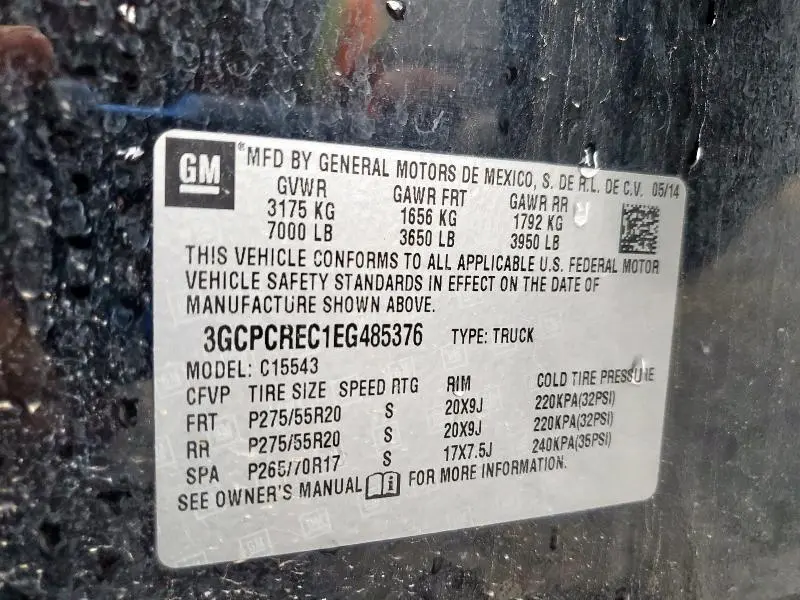 GM ® MFD BY GENERAL MOTORS DE MEXICO, S. DE R.L. DE C.V. 05/14
GVWR GAWR FRT GAWR RR
3175 KG 1656 KG 1792 KG
7000 LB 3650 LB 3950 LB
THIS VEHICLE CONFORMS TO ALL APPLICABLE U.S. FEDERAL MOTOR
VEHICLE SAFETY STANDARDS IN EFFECT ON THE DATE OF
MANUFACTURE SHOWN ABOVE.
3GCPCREC1EG485376 TYPE: TRUCK
MODEL: C15543
CFVP TIRE SIZE SPEED RTG RIM COLD TIRE PRESSURE
FRT P275/55R20 S 20X9J 220KPA(32PSI)
RR P275/55R20 S 20X9J 220KPA(32PSI)
SPA P265/70R17 S 17X7.5J 240KPA(35PSI)
SEE OWNER'S MANUAL i FOR MORE INFORMATION.